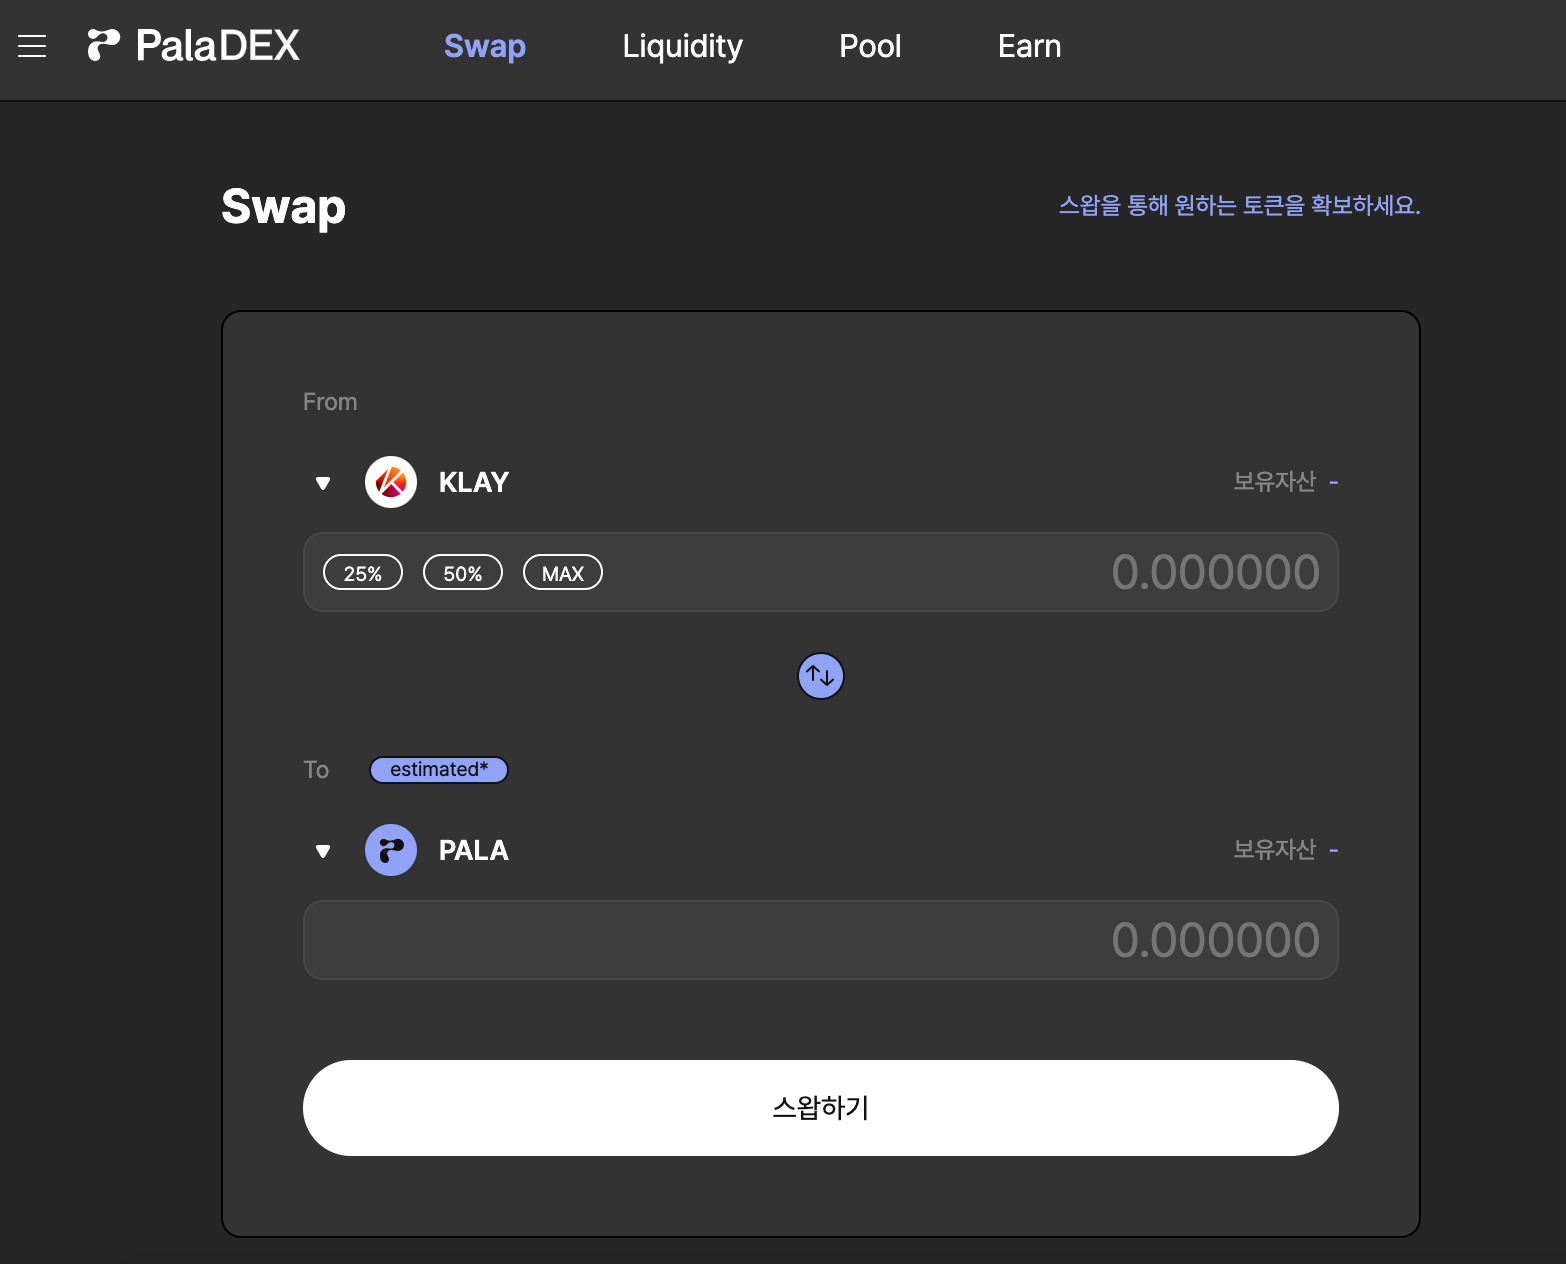 PalaDEX Swap Liquidity Pool Earn
Swap 스왑을 통해 원하는 토큰을 확보하세요.
From
KLAY 보유자산 -
25% 50% MAX 0.000000
To estimated*
PALA 보유자산 -
0.000000
스왑하기